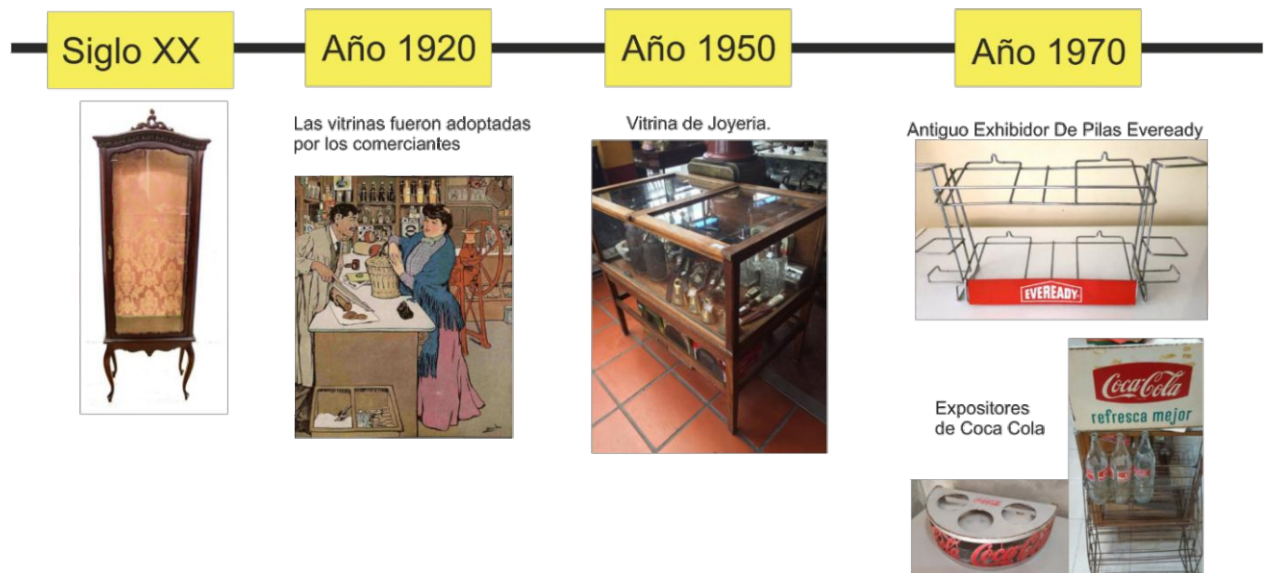 Siglo XX
Año 1920
Año 1950
Año 1970
Las vitrinas fueron adoptadas
por los comerciantes
Vitrina de Joyeria.
Antiguo Exhibidor De Pilas Eveready
EVEREADY
Expositores
de Coca Cola
Coca-Cola
refresca mejor
Coca-Cola